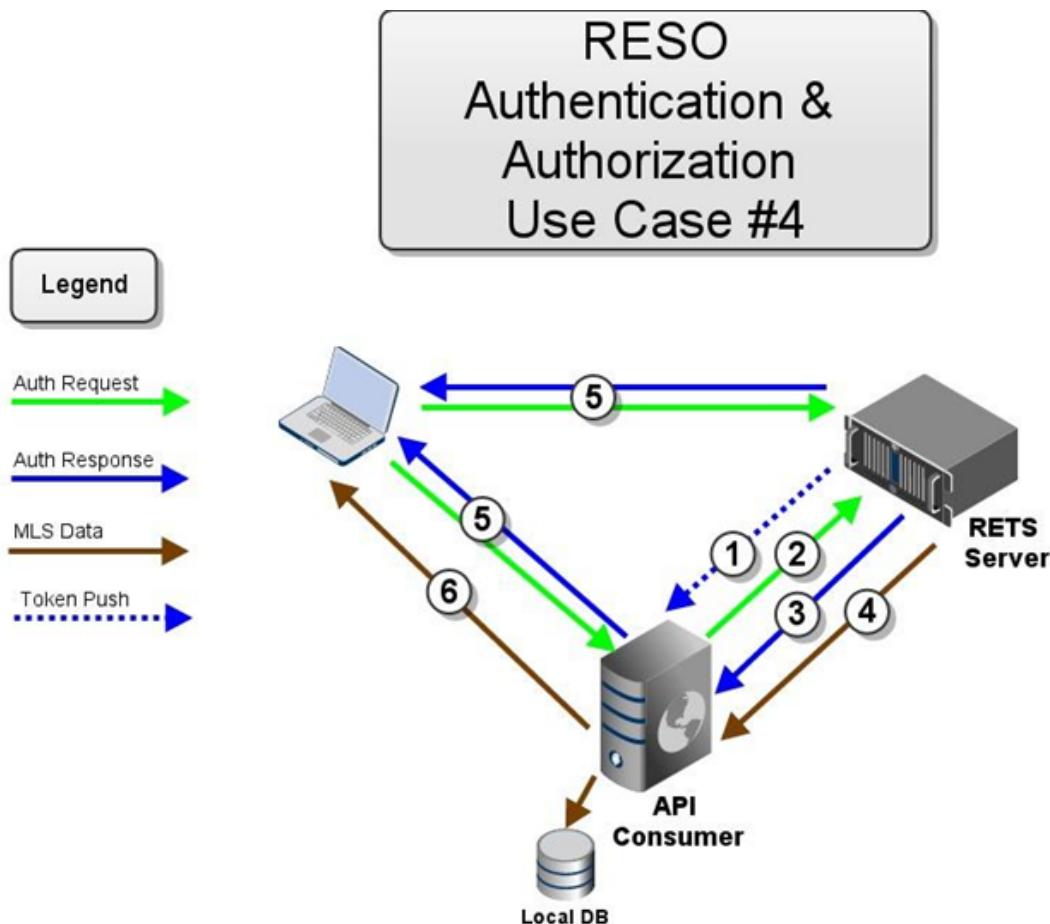 RESO
Authentication &
Authorization
Use Case #4
Legend
Auth Request
Auth Response
MLS Data
Token Push
5
5
1
2
3
4
6
RETS
Server
API
Consumer
Local DB